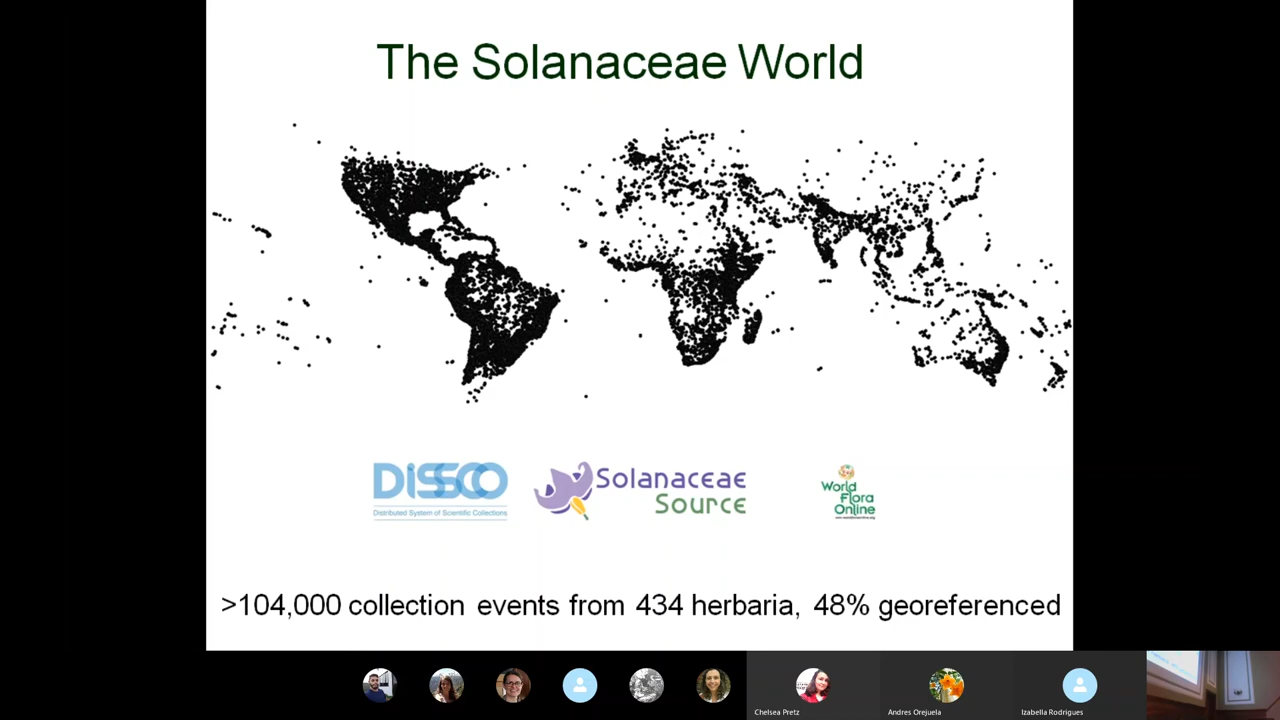 The Solanaceae World
DiSSCO
Distributed System of Scientific Collections
Solanaceae
Source
World
Flora
Online
>104,000 collection events from 434 herbaria, 48% georeferenced
Chelsea Pretz
Andres Orejuela
Izabella Rodrigues